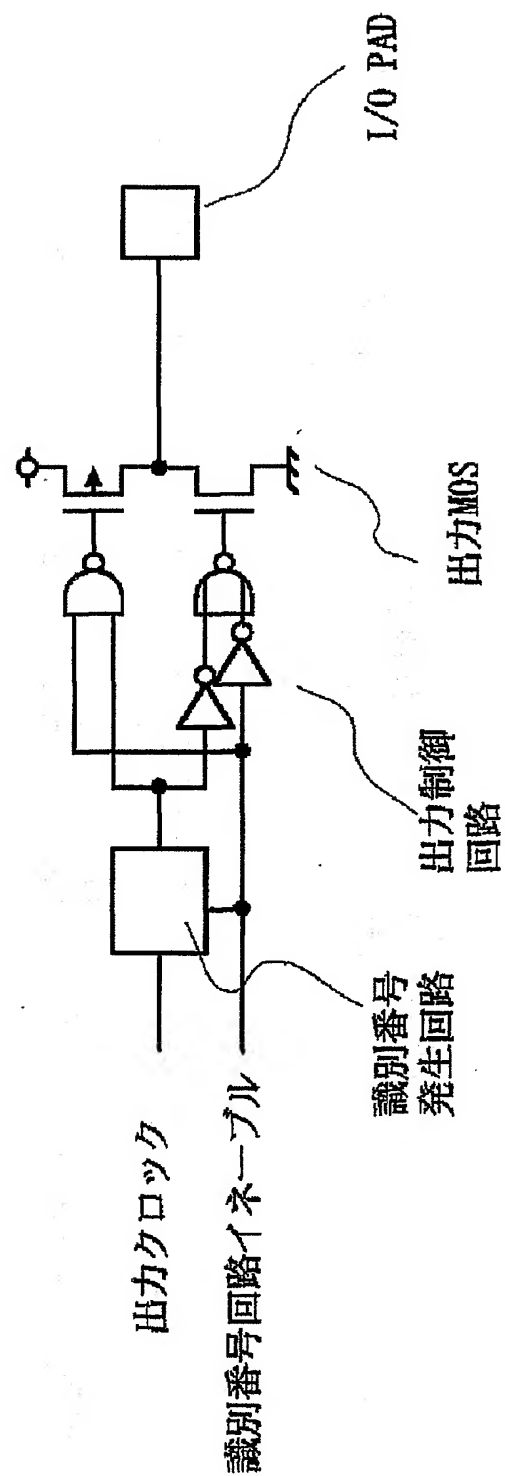 出力クロック
識別番号回路イネーブル
識別番号
発生回路
出力制御
回路
出力MOS
I/O PAD